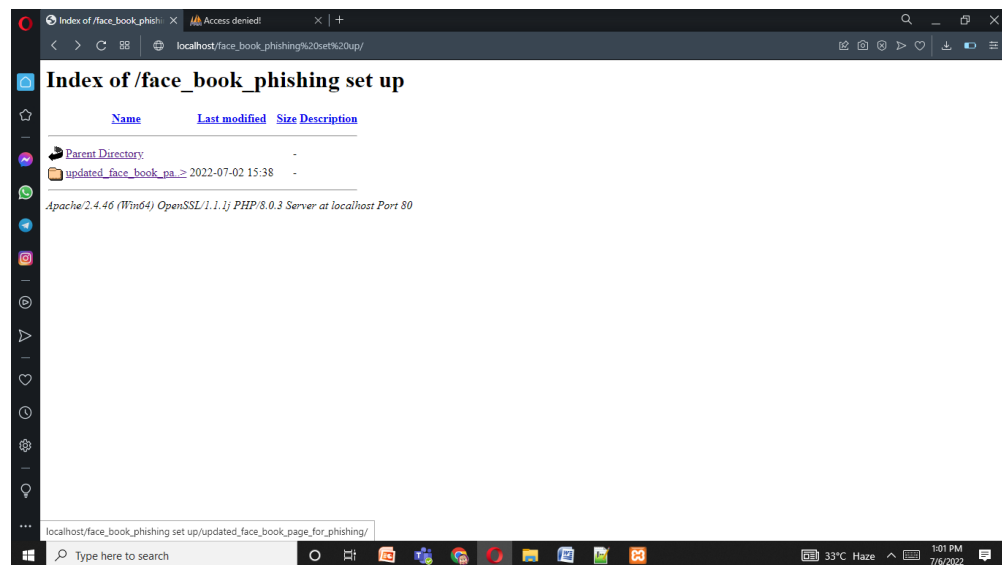 Index of /face_book_phishi
Access denied!
localhost/face_book_phishing%20set%20up/
Index of /face_book_phishing set up
Name Last modified Size Description
Parent Directory -
updated_face_book_pa..> 2022-07-02 15:38 -
Apache/2.4.46 (Win64) OpenSSL/1.1.1j PHP/8.0.3 Server at localhost Port 80
localhost/face_book_phishing set up/updated_face_book_page_for_phishing/
Type here to search
33°C Haze
1:01 PM
7/6/2022